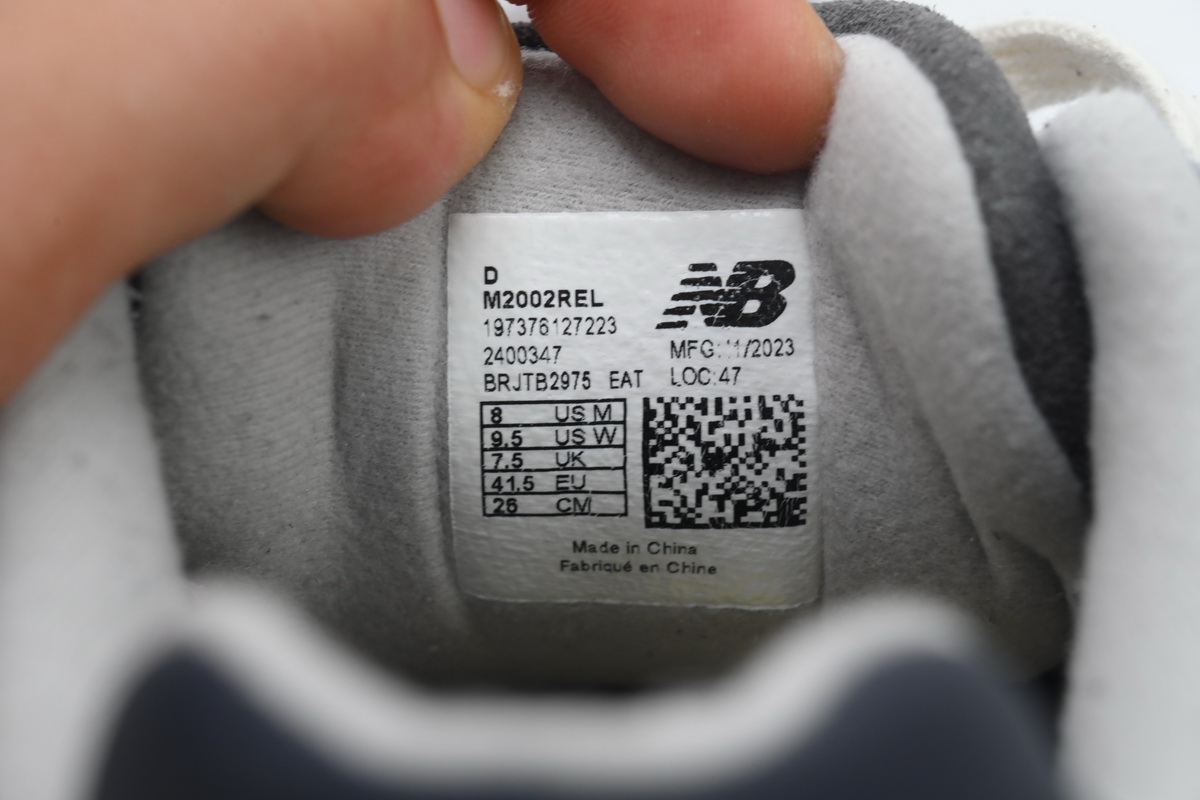 D
M2002REL
NB
197376127223
2400347
MFG: 11/2023
BRJTB2975 EAT
LOC:47
8 US M
9.5 US W
7.5 UK
41.5 EU
26 CM
Made in China
Fabriqué en Chine